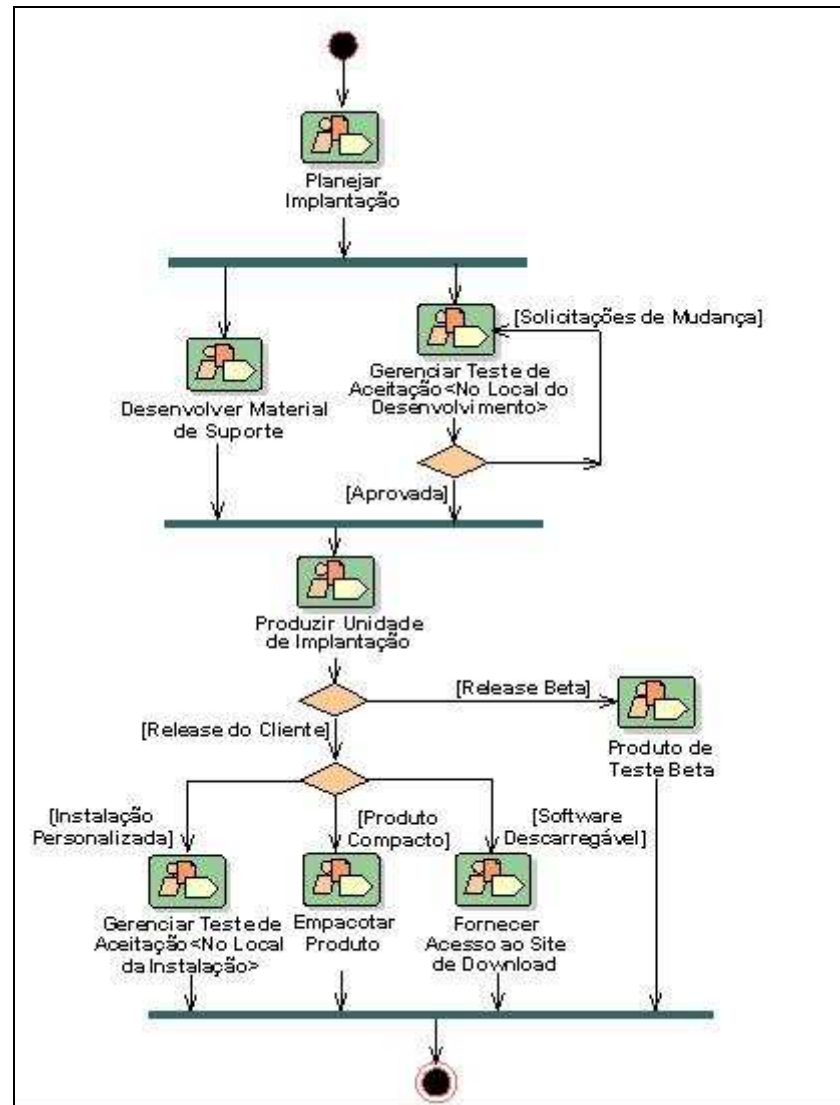 Planejar
Implantação
[Solicitações de Mudança]
Gerenciar Teste de
Aceitação<No Local do
Desenvolvimento>
Desenvolver Material
de Suporte
[Aprovada]
Produzir Unidade
de Implantação
[Release Beta]
[Release do Cliente]
Produto de
Teste Beta
[Instalação
Personalizada]
[Produto
Compacto]
[Software
Descarregável]
Gerenciar Teste de
Aceitação<No Local
da Instalação>
Empacotar
Produto
Fornecer
Acesso ao Site
de Download